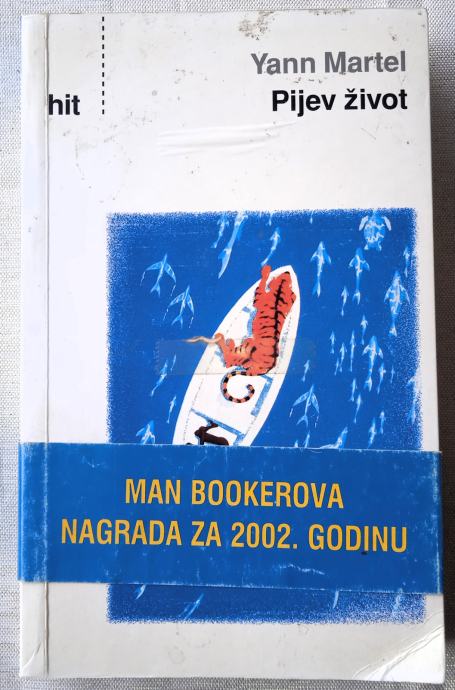 Yann Martel
hit
Pijev život
MAN BOOKEROVA
NAGRADA ZA 2002. GODINU